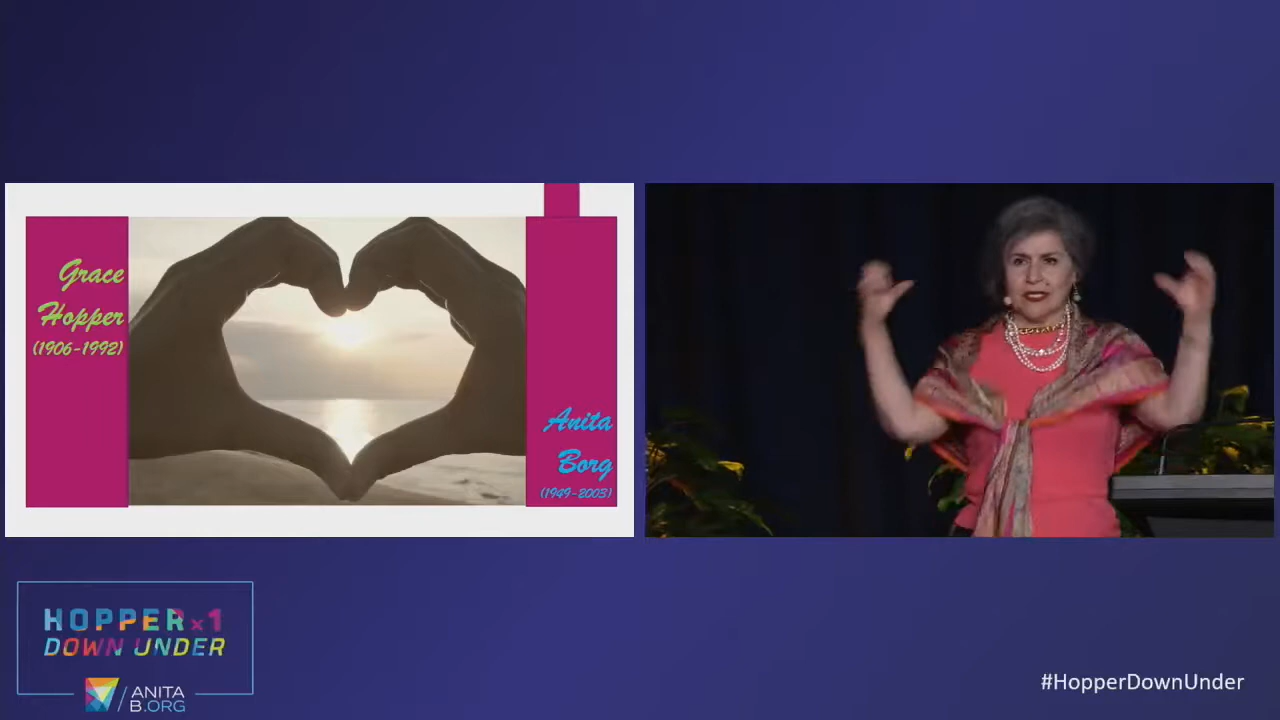 Grace
Hopper
(1906-1992)
Anita
Borg
(1949-2003)
HOPPER x1
DOWN UNDER
ANITA
B.ORG
#HopperDownUnder